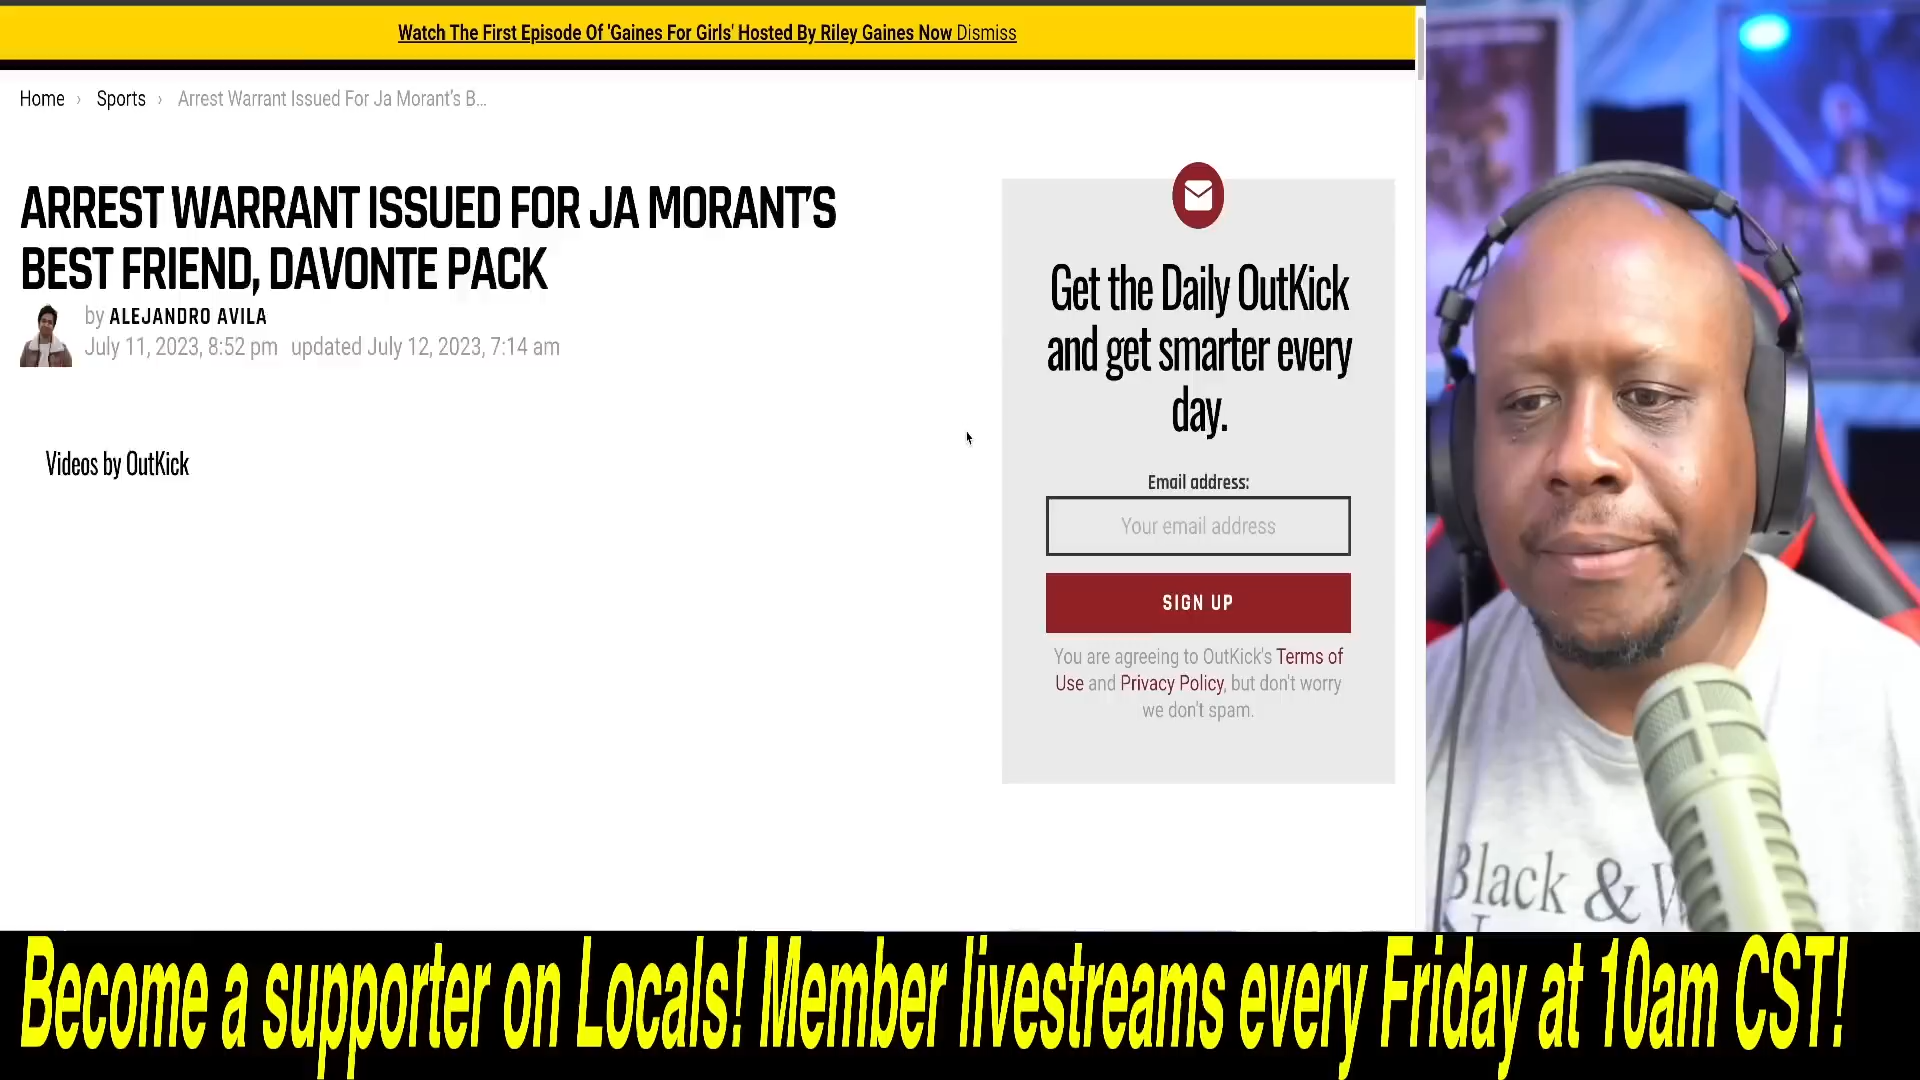 Watch The First Episode Of 'Gaines For Girls' Hosted By Riley Gaines Now Dismiss
Home › Sports › Arrest Warrant Issued For Ja Morant's B...
ARREST WARRANT ISSUED FOR JA MORANT'S
BEST FRIEND, DAVONTE PACK
by ALEJANDRO AVILA
July 11, 2023, 8:52 pm updated July 12, 2023, 7:14 am
Videos by OutKick
Get the Daily OutKick
and get smarter every
day.
Email address:
Your email address
SIGN UP
You are agreeing to OutKick's Terms of
Use and Privacy Policy, but don't worry
we don't spam.
Black &
Become a supporter on Locals! Member livestreams every Friday at 10am CST!